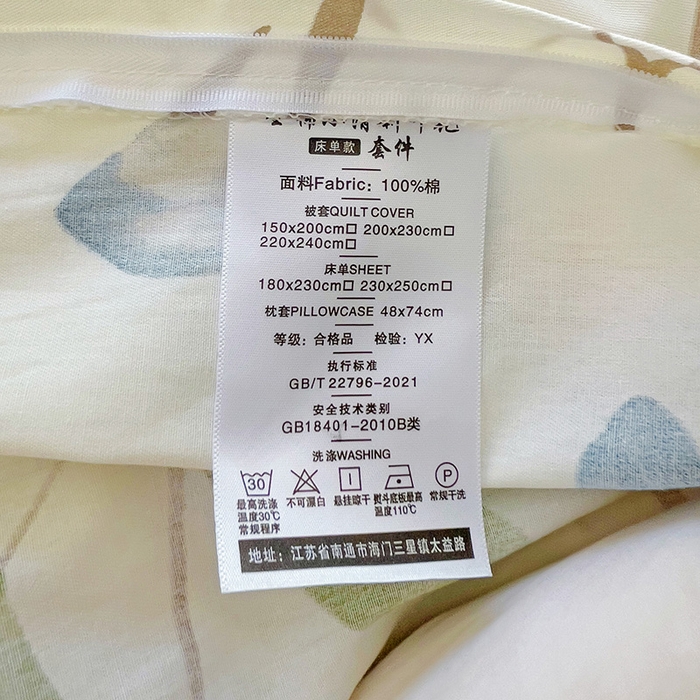 床单款 套件
面料Fabric: 100%棉
被套QUILT COVER
150x200cm□ 200x230cm□
220x240cm□
床单SHEET
180x230cm□ 230x250cm□
枕套PILLOWCASE 48x74cm
等级: 合格品 检验: YX
执行标准
GB/T 22796-2021
安全技术类别
GB18401-2010B类
洗涤WASHING
30 P
最高洗涤 不可漂白 悬挂晾干 熨斗底板最高 常规干洗
温度30℃ 温度110℃
常规程序
地址: 江苏省南通市海门三星镇太益路